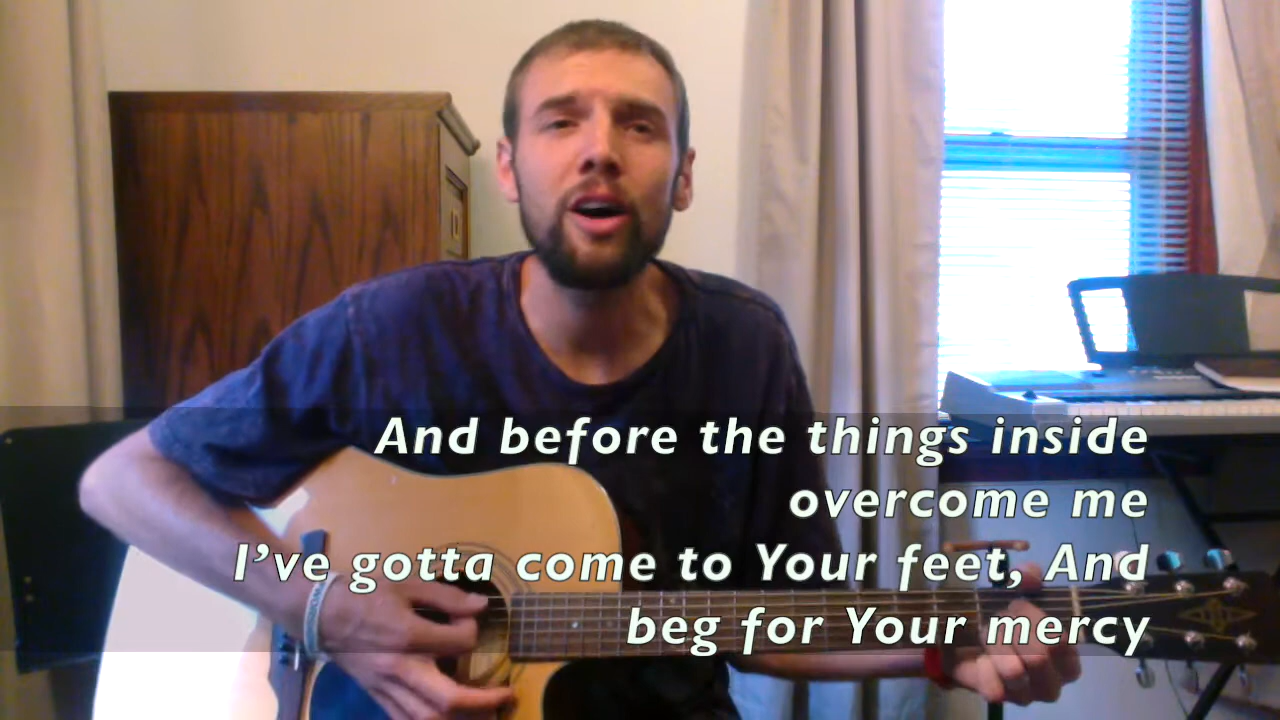 And before the things inside
overcome me
I’ve gotta come to Your feet, And
beg for Your mercy